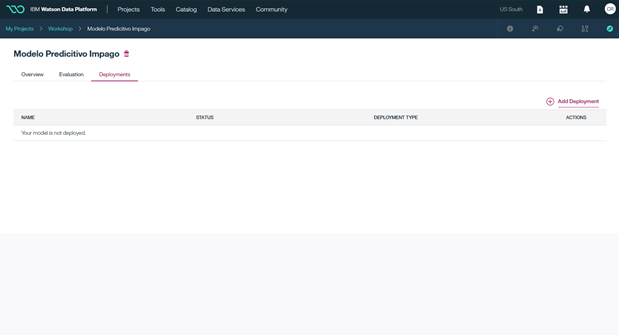 IBM Watson Data Platform | Projects Tools Catalog Data Services Community US South CR
My Projects > Workshop > Modelo Predicitivo Impago
Modelo Predicitivo Impago
Overview Evaluation Deployments
Add Deployment
NAME STATUS DEPLOYMENT TYPE ACTIONS
Your model is not deployed.